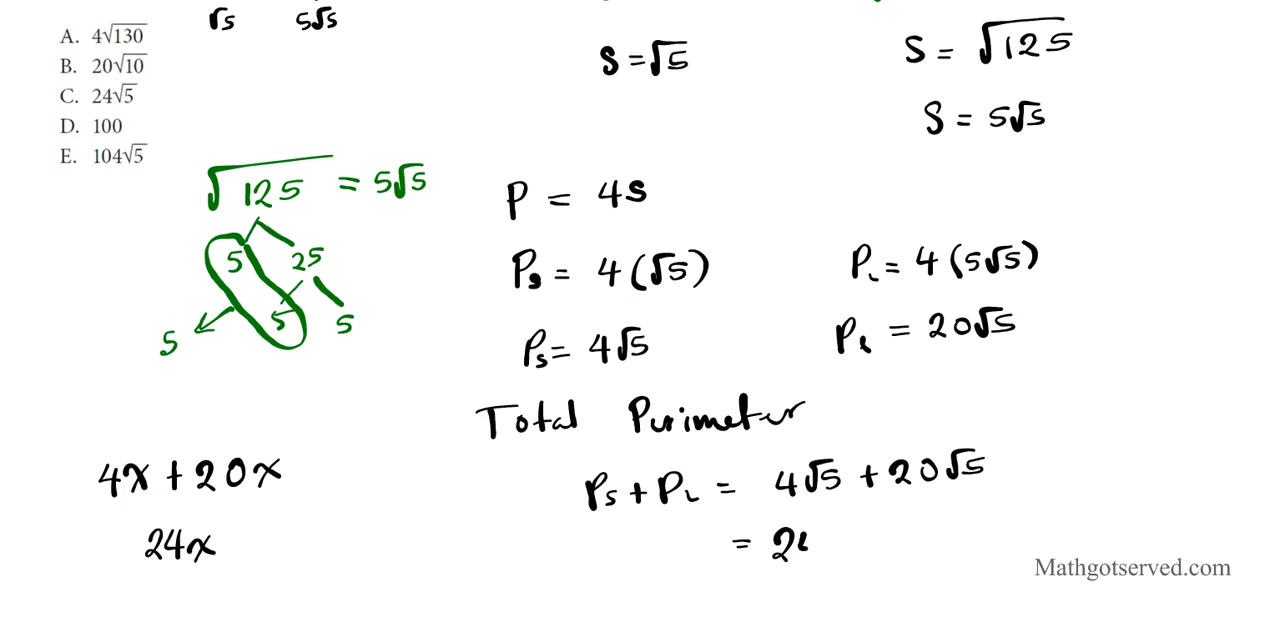 √5 5√5
A. 4√130
B. 20√10
C. 24√5
D. 100
E. 104√5
S = √5
S = √125
S = 5√5
√125 = 5√5
5 25
5 5 5
P = 4S
Ps = 4(√5)
Ps = 4√5
PL = 4(5√5)
PL = 20√5
Total Perimeter
4x + 20x
24x
Ps + PL = 4√5 + 20√5
= 24
Mathgotserved.com